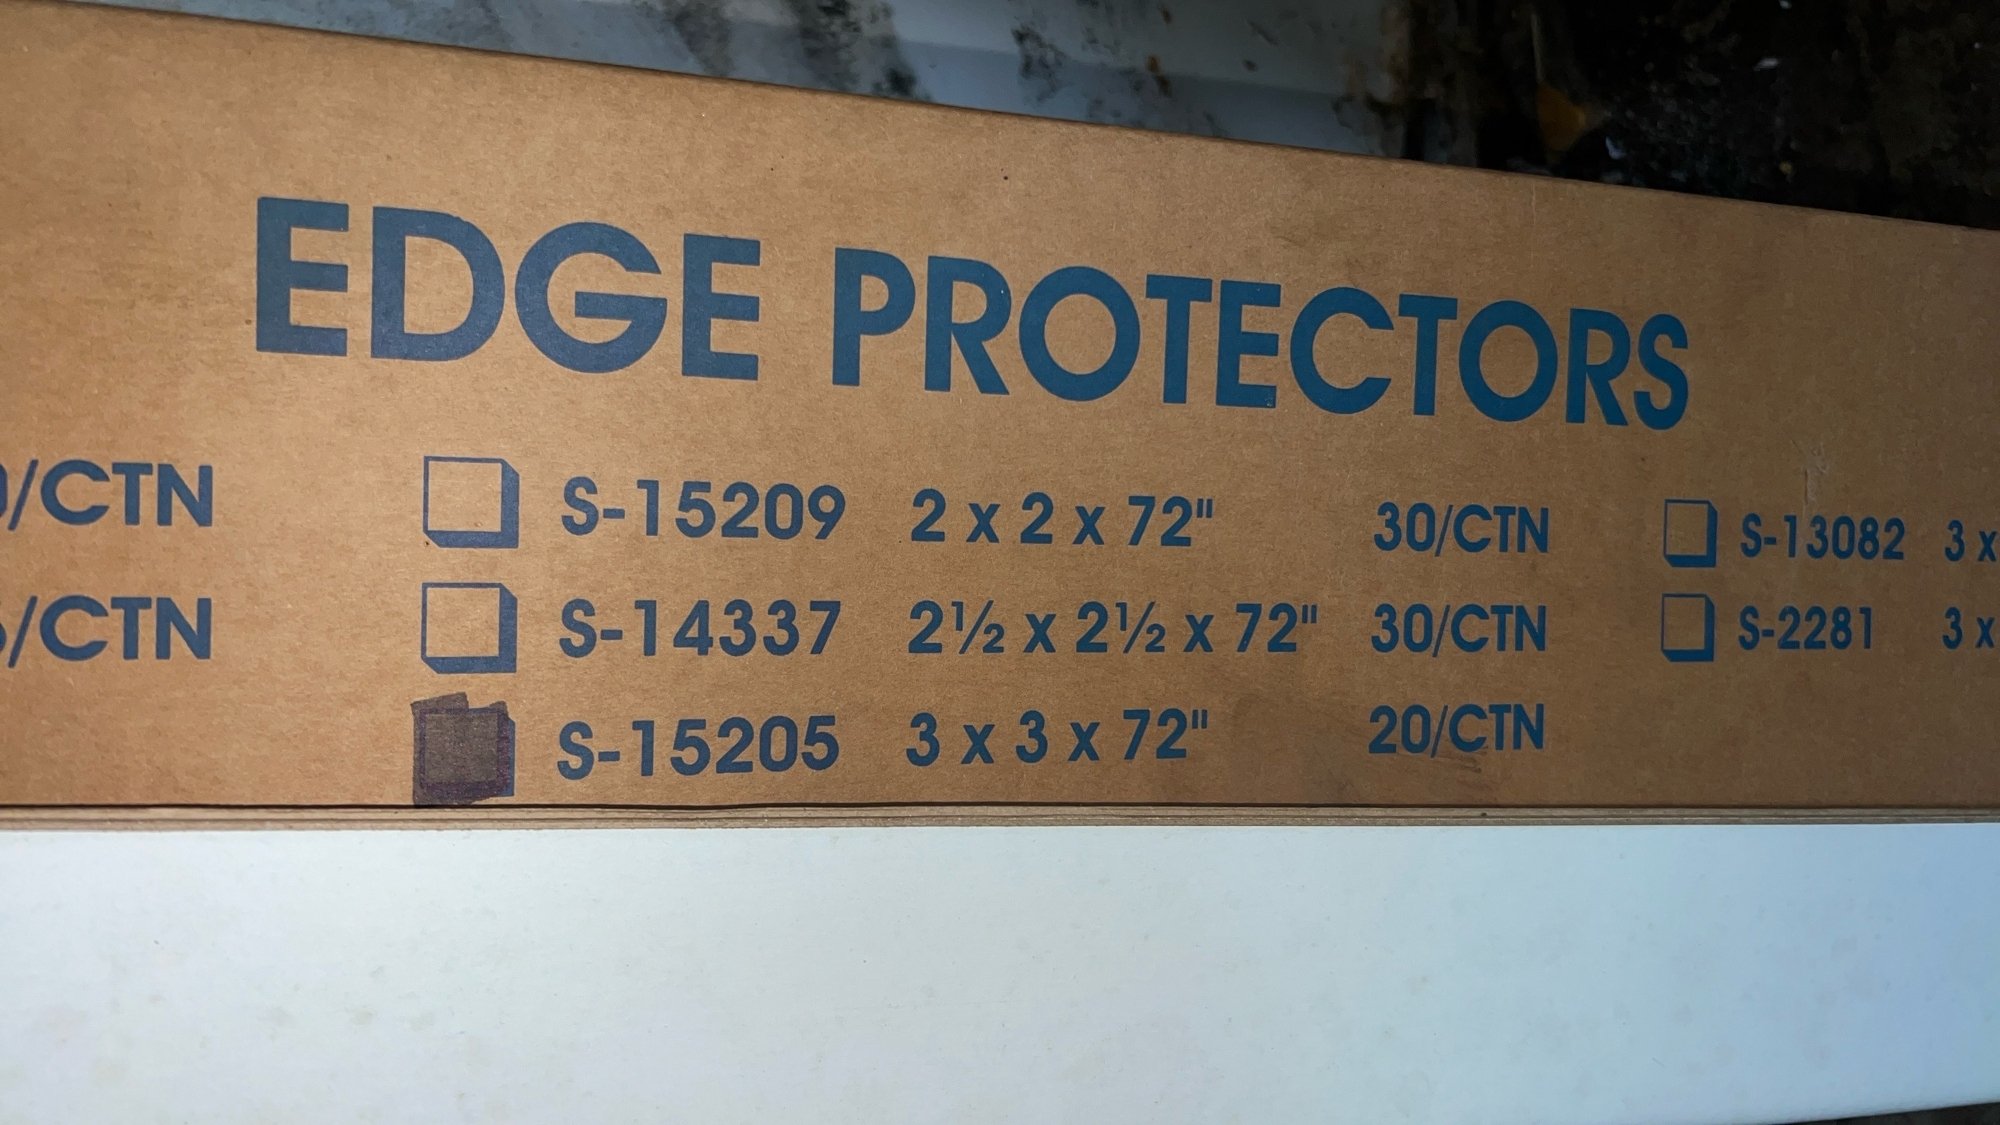 EDGE PROTECTORS
/CTN S-15209 2 x 2 x 72" 30/CTN S-13082 3 x
/CTN S-14337 2½ x 2½ x 72" 30/CTN S-2281 3 x
S-15205 3 x 3 x 72" 20/CTN